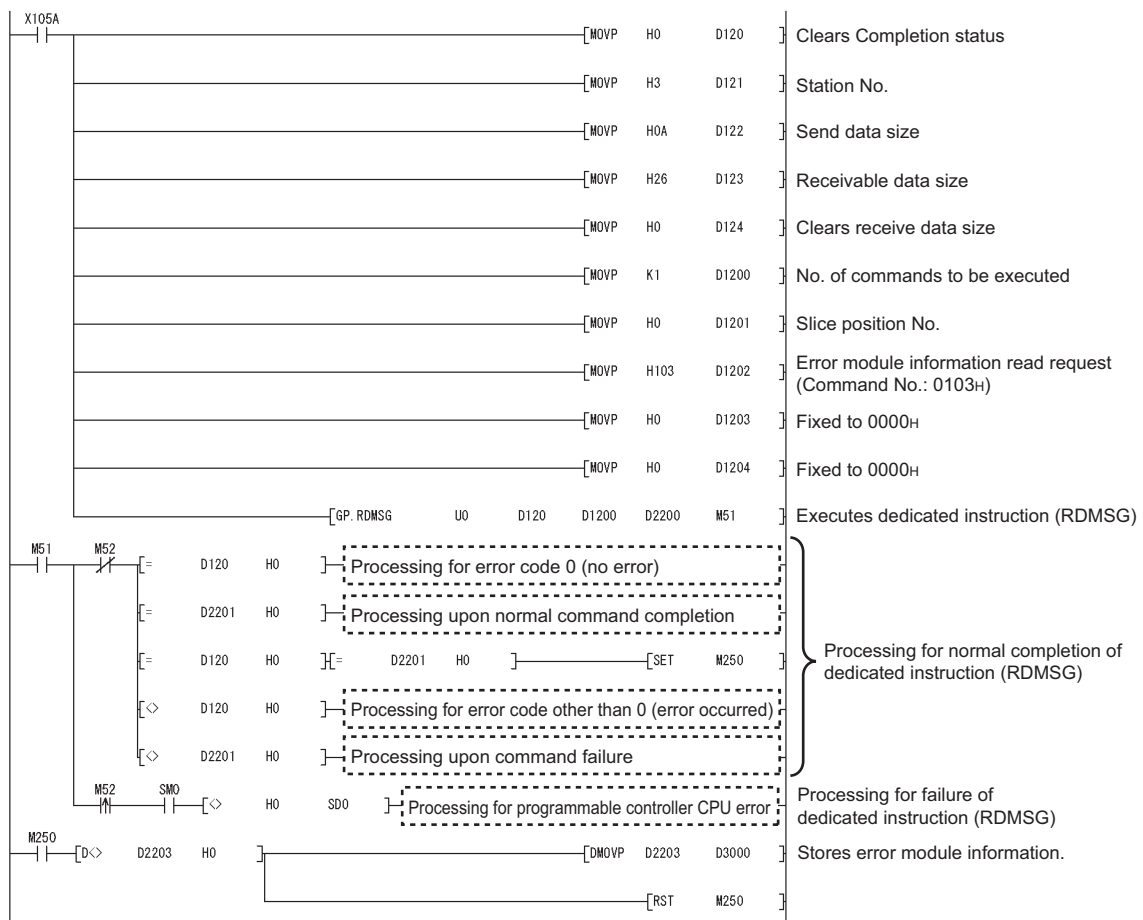 X105A
[MOVP H0 D120 ] Clears Completion status
[MOVP H3 D121 ] Station No.
[MOVP H0A D122 ] Send data size
[MOVP H26 D123 ] Receivable data size
[MOVP H0 D124 ] Clears receive data size
[MOVP K1 D1200 ] No. of commands to be executed
[MOVP H0 D1201 ] Slice position No.
[MOVP H103 D1202 ] Error module information read request
(Command No.: 0103H)
[MOVP H0 D1203 ] Fixed to 0000H
[MOVP H0 D1204 ] Fixed to 0000H
[GP.RDMSG U0 D120 D1200 D2200 M51 ] Executes dedicated instruction (RDMSG)
M51 M52
[= D120 H0 ] Processing for error code 0 (no error)
[= D2201 H0 ] Processing upon normal command completion
[= D120 H0 ][= D2201 H0 ] [SET M250 ]
Processing for normal completion of
dedicated instruction (RDMSG)
[<> D120 H0 ] Processing for error code other than 0 (error occurred)
[<> D2201 H0 ] Processing upon command failure
M52 SM0
[<> H0 SD0 ] Processing for programmable controller CPU error
Processing for failure of
dedicated instruction (RDMSG)
M250
[D<> D2203 H0 ] [DMOVP D2203 D3000 ] Stores error module information.
[RST M250 ]